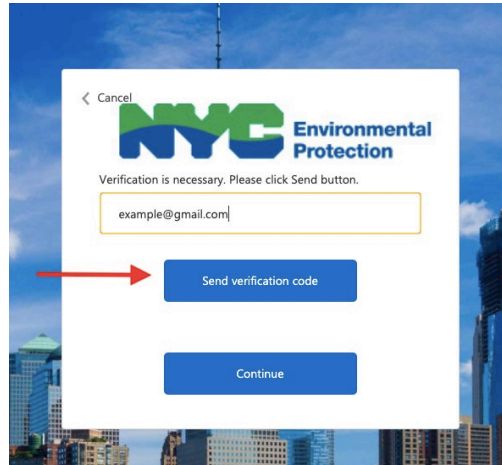 Cancel
NYC
Environmental
Protection
Verification is necessary. Please click Send button.
example@gmail.com
Send verification code
Continue